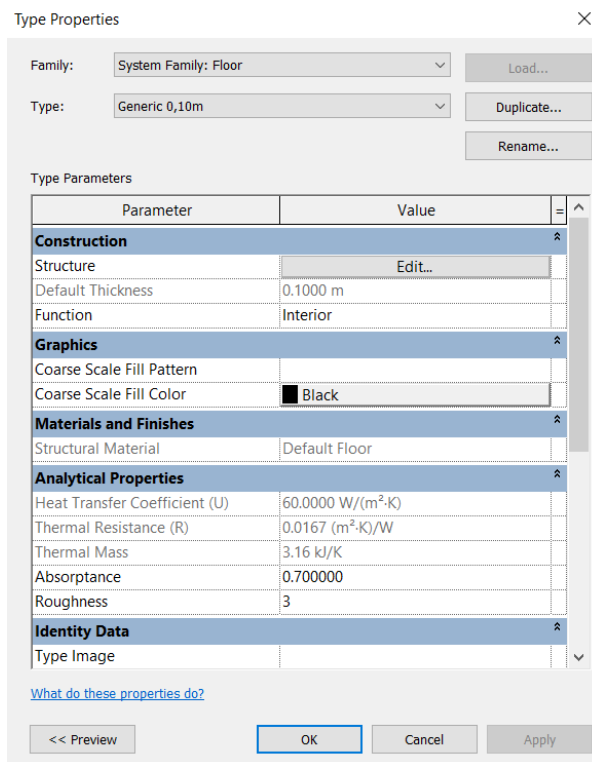 Type Properties
Family: System Family: Floor Load...
Type: Generic 0,10m Duplicate...
Rename...
Type Parameters
Parameter Value =
Construction
Structure Edit...
Default Thickness 0.1000 m
Function Interior
Graphics
Coarse Scale Fill Pattern
Coarse Scale Fill Color Black
Materials and Finishes
Structural Material Default Floor
Analytical Properties
Heat Transfer Coefficient (U) 60.0000 W/(m²·K)
Thermal Resistance (R) 0.0167 (m²·K)/W
Thermal Mass 3.16 kJ/K
Absorptance 0.700000
Roughness 3
Identity Data
Type Image
What do these properties do?
<< Preview OK Cancel Apply